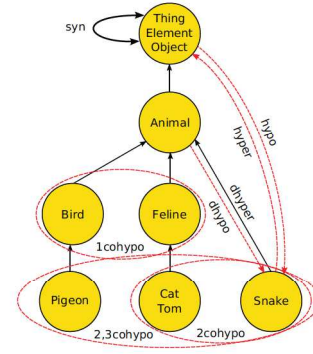 syn
Thing
Element
Object
hypo
hyper
Animal
dhyper
dhypo
Bird
Feline
1cohypo
Pigeon
Cat
Tom
Snake
2,3cohypo
2cohypo